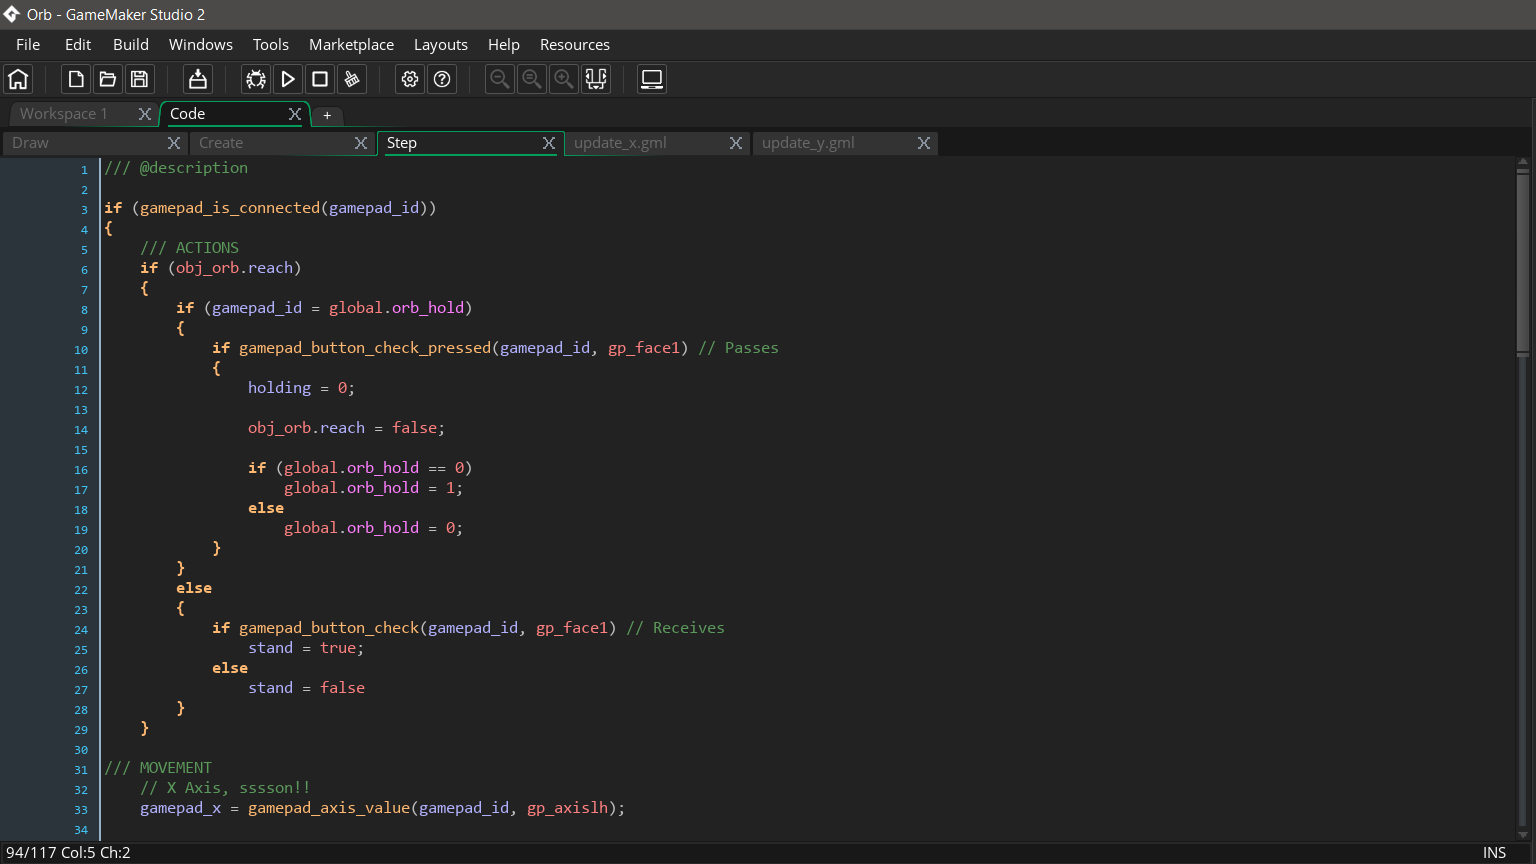 Orb - GameMaker Studio 2
File Edit Build Windows Tools Marketplace Layouts Help Resources
Workspace 1 X Code X +
Draw X Create X Step X update_x.gml X update_y.gml X
1 /// @description
2
3 if (gamepad_is_connected(gamepad_id))
4 {
5     /// ACTIONS
6     if (obj_orb.reach)
7     {
8         if (gamepad_id = global.orb_hold)
9         {
10             if gamepad_button_check_pressed(gamepad_id, gp_face1) // Passes
11             {
12                 holding = 0;
13
14                 obj_orb.reach = false;
15
16                 if (global.orb_hold == 0)
17                     global.orb_hold = 1;
18                 else
19                     global.orb_hold = 0;
20             }
21         }
22         else
23         {
24             if gamepad_button_check(gamepad_id, gp_face1) // Receives
25                 stand = true;
26             else
27                 stand = false
28         }
29     }
30
31 /// MOVEMENT
32     // X Axis, sssson!!
33     gamepad_x = gamepad_axis_value(gamepad_id, gp_axislh);
34
94/117 Col:5 Ch:2 INS